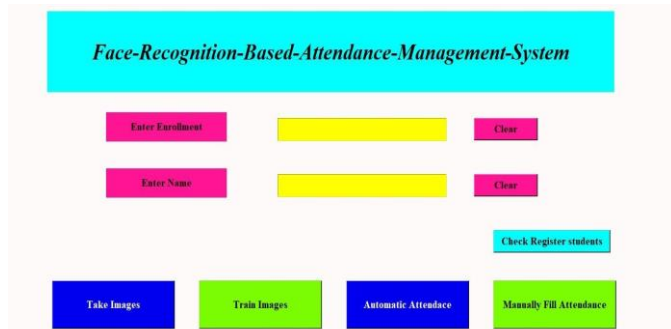 Face-Recognition-Based-Attendance-Management-System
Enter Enrollment
Clear
Enter Name
Clear
Check Register students
Take Images
Train Images
Automatic Attendace
Manually Fill Attendance